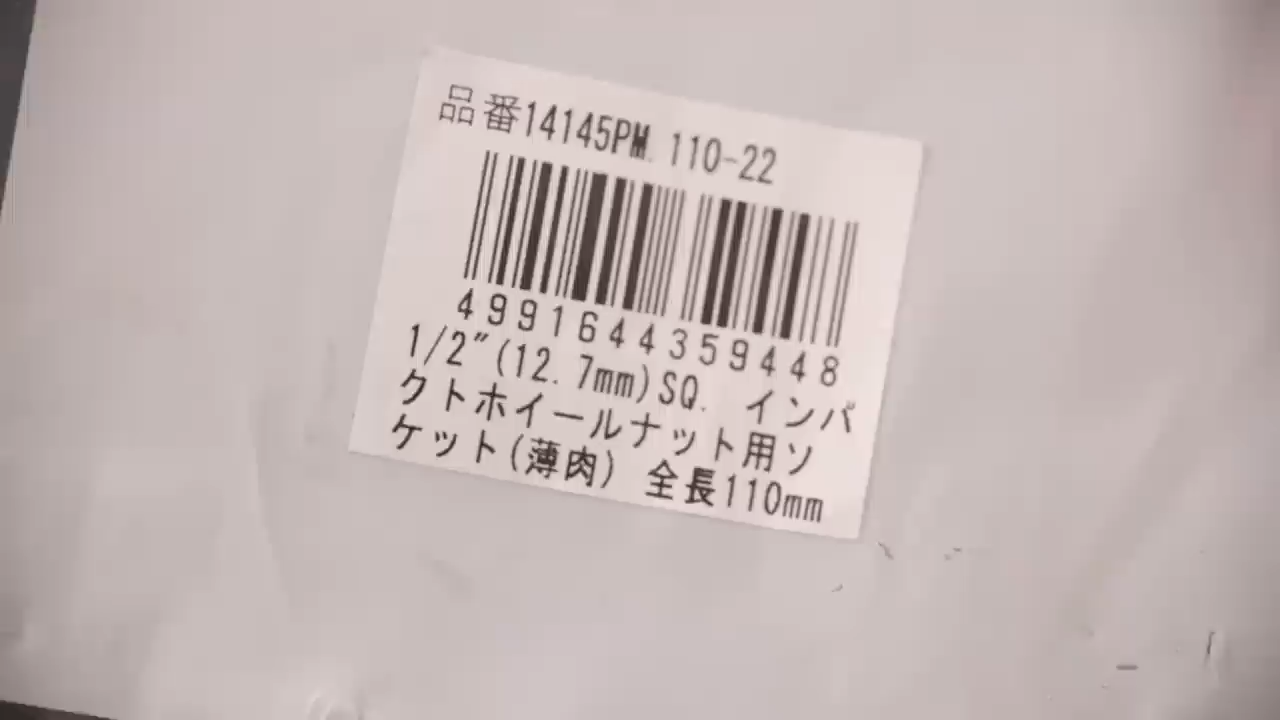 品番14145PM.110-22
4991644359448
1/2"(12.7mm)SQ. インパ
クトホイールナット用ソ
ケット(薄肉) 全長110mm